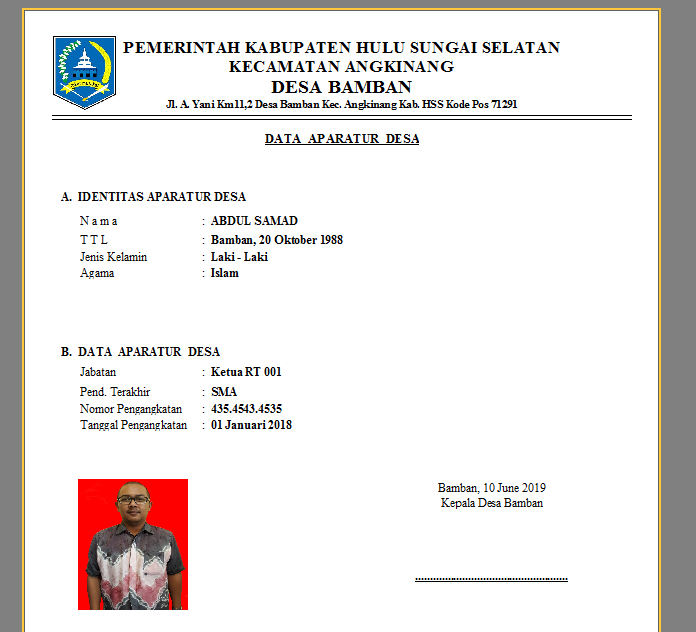 PEMERINTAH KABUPATEN HULU SUNGAI SELATAN
KECAMATAN ANGKINANG
DESA BAMBAN
Jl. A. Yani Km11,2 Desa Bamban Kec. Angkinang Kab. HSS Kode Pos 71291
DATA APARATUR DESA
A. IDENTITAS APARATUR DESA
N a m a : ABDUL SAMAD
T T L : Bamban, 20 Oktober 1988
Jenis Kelamin : Laki - Laki
Agama : Islam
B. DATA APARATUR DESA
Jabatan : Ketua RT 001
Pend. Terakhir : SMA
Nomor Pengangkatan : 435.4543.4535
Tanggal Pengangkatan : 01 Januari 2018
Bamban, 10 June 2019
Kepala Desa Bamban